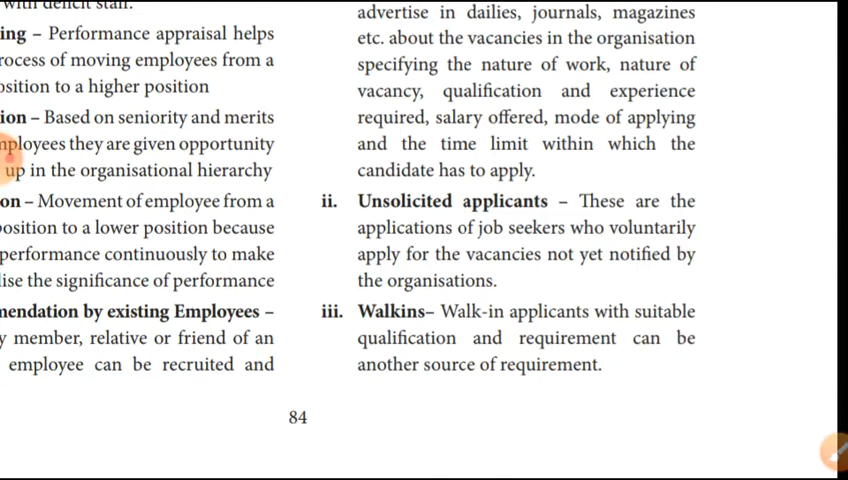 with deficit staff.
ing – Performance appraisal helps
rocess of moving employees from a
osition to a higher position
ion – Based on seniority and merits
mployees they are given opportunity
up in the organisational hierarchy
on – Movement of employee from a
position to a lower position because
performance continuously to make
lise the significance of performance
mendation by existing Employees –
y member, relative or friend of an
employee can be recruited and
advertise in dailies, journals, magazines
etc. about the vacancies in the organisation
specifying the nature of work, nature of
vacancy, qualification and experience
required, salary offered, mode of applying
and the time limit within which the
candidate has to apply.
ii. Unsolicited applicants – These are the
applications of job seekers who voluntarily
apply for the vacancies not yet notified by
the organisations.
iii. Walkins– Walk-in applicants with suitable
qualification and requirement can be
another source of requirement.
84